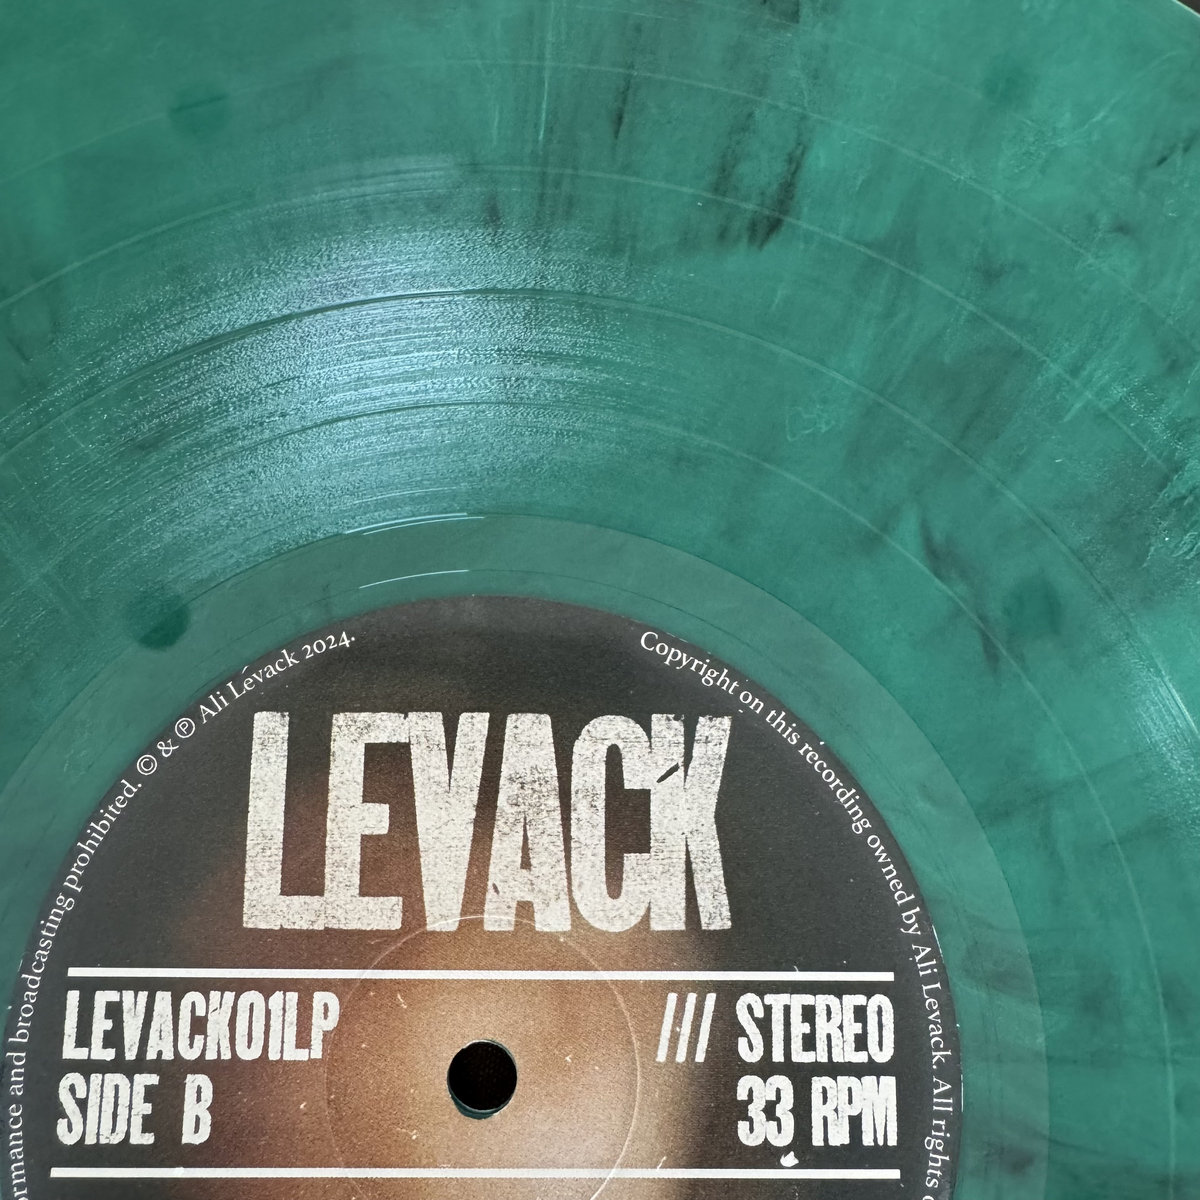 Copyright on this recording owned by Ali Levack. All rights
and broadcasting prohibited. © & ℗ Ali Levack 2024.
LEVACK
LEVACK01LP
SIDE B
/// STEREO
33 RPM